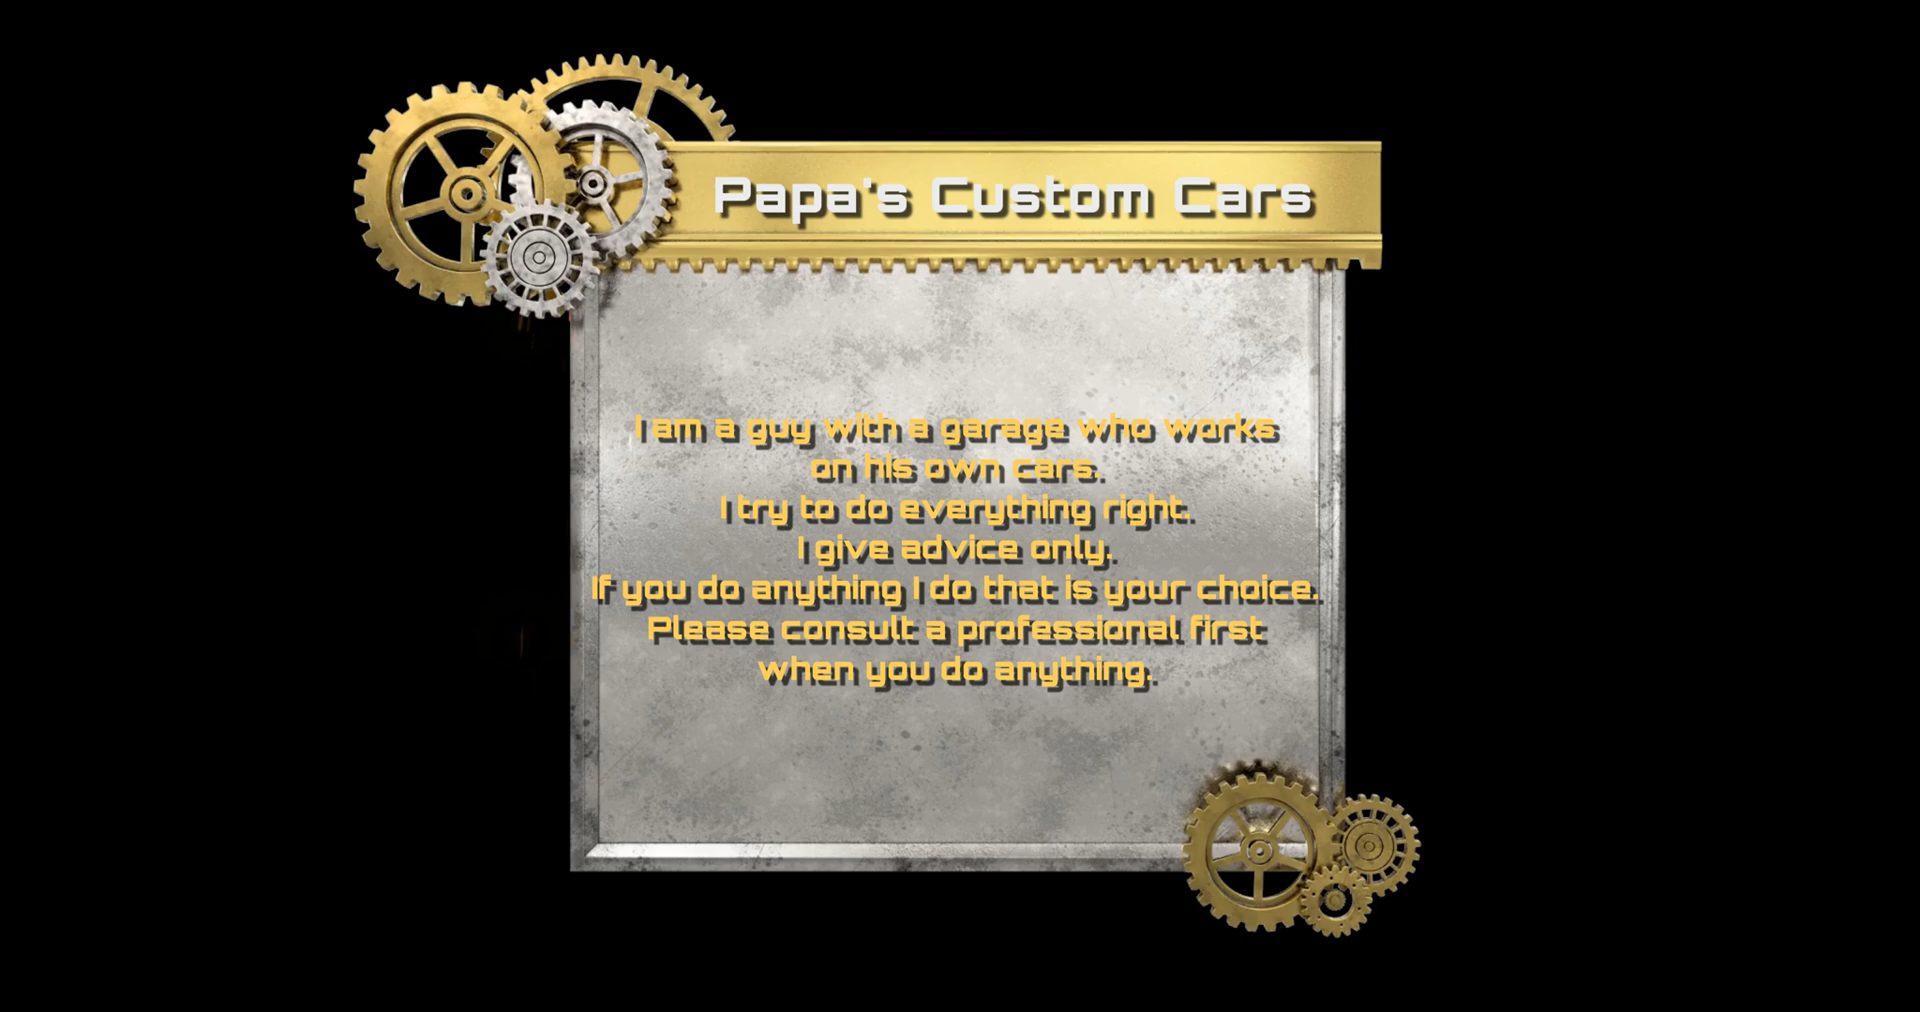 Papa's Custom Cars
I am a guy with a garage who works
on his own cars.
I try to do everything right.
I give advice only.
If you do anything I do that is your choice.
Please consult a professional first
when you do anything.